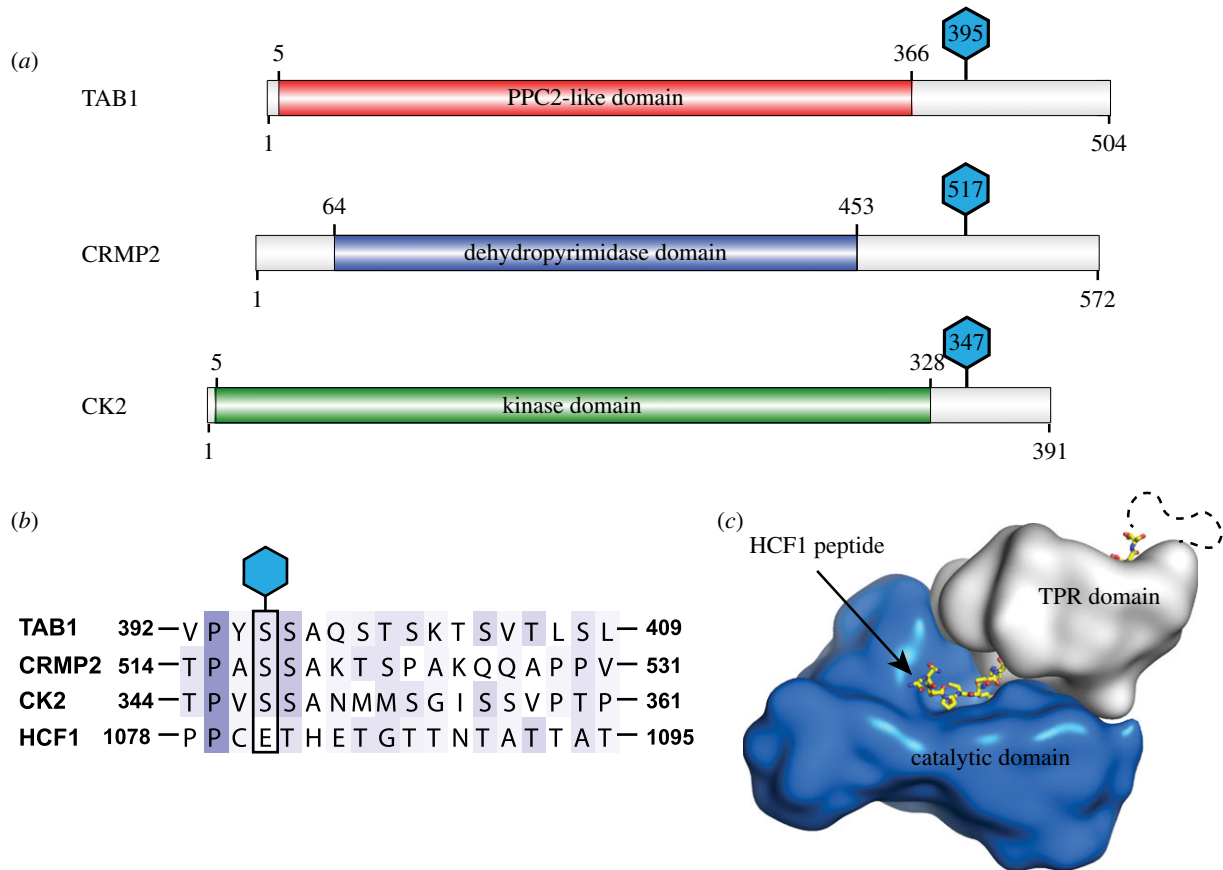 (a)
5 366 395
TAB1 PPC2-like domain
1 504
64 453 517
CRMP2 dehydropyrimidase domain
1 572
5 328 347
CK2 kinase domain
1 391
(b)
TAB1 392 V P Y S S A Q S T S K T S V T L S L 409
CRMP2 514 T P A S S A K T S P A K Q Q A P P V 531
CK2 344 T P V S S A N M M S G I S S V P T P 361
HCF1 1078 P P C E T H E T G T T N T A T T A T 1095
(c)
HCF1 peptide
TPR domain
catalytic domain